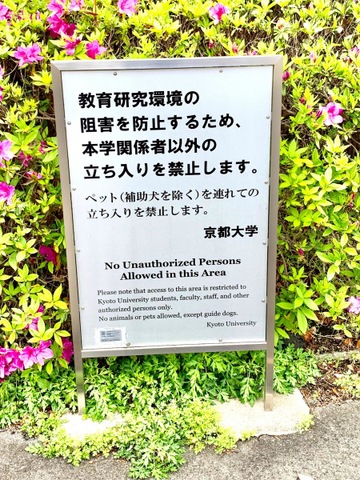 教育研究環境の
阻害を防止するため、
本学関係者以外の
立ち入りを禁止します。
ペット(補助犬を除く)を連れての
立ち入りを禁止します。
京都大学
No Unauthorized Persons
Allowed in this Area
Please note that access to this area is restricted to
Kyoto University students, faculty, staff, and other
authorized persons only.
No animals or pets allowed, except guide dogs.
Kyoto University